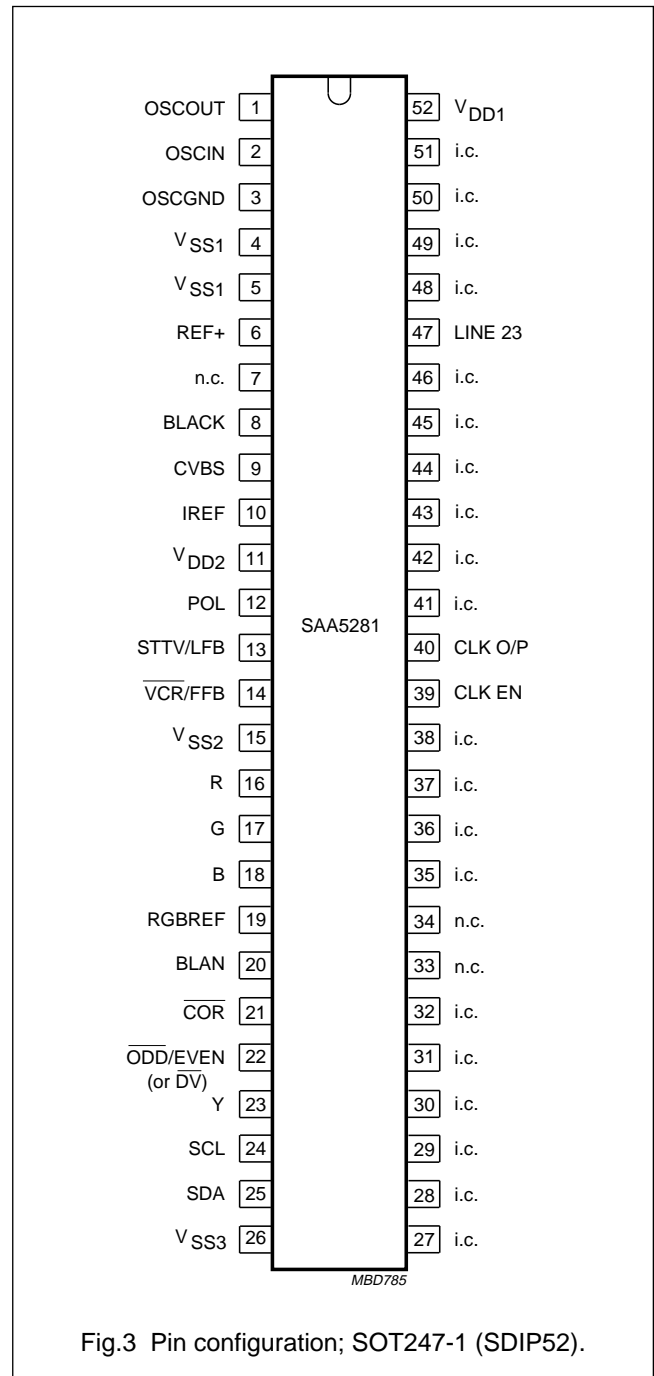 OSCOUT 1 52 VDD1
OSCIN 2 51 i.c.
OSCGND 3 50 i.c.
VSS1 4 49 i.c.
VSS1 5 48 i.c.
REF+ 6 47 LINE 23
n.c. 7 46 i.c.
BLACK 8 45 i.c.
CVBS 9 44 i.c.
IREF 10 43 i.c.
VDD2 11 42 i.c.
POL 12 41 i.c.
SAA5281
STTV/LFB 13 40 CLK O/P
V̅C̅R̅/FFB 14 39 CLK EN
VSS2 15 38 i.c.
R 16 37 i.c.
G 17 36 i.c.
B 18 35 i.c.
RGBREF 19 34 n.c.
BLAN 20 33 n.c.
C̅O̅R̅ 21 32 i.c.
O̅D̅D̅/EVEN 22 31 i.c.
(or D̅V̅)
Y 23 30 i.c.
SCL 24 29 i.c.
SDA 25 28 i.c.
VSS3 26 27 i.c.
MBD785
Fig.3 Pin configuration; SOT247-1 (SDIP52).